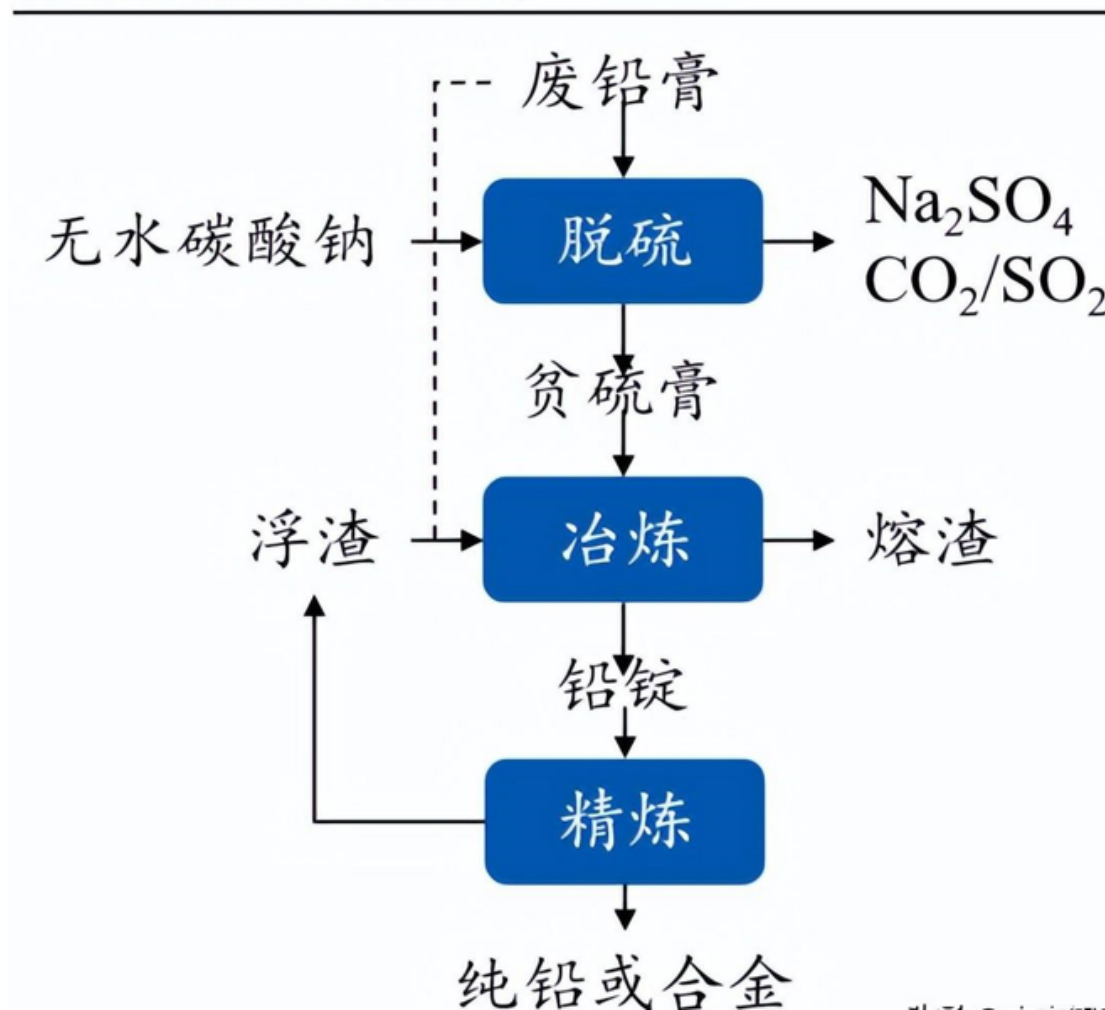 废铅膏
无水碳酸钠
脱硫
Na₂SO₄
CO₂/SO₂
贫硫膏
浮渣
冶炼
熔渣
铅锭
精炼
纯铅或合金